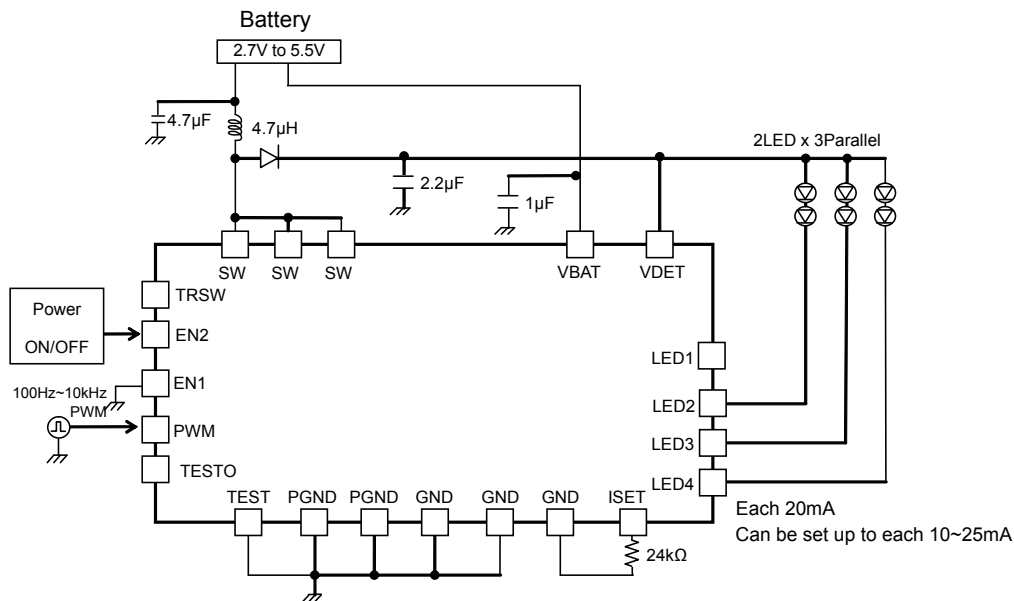 Battery
2.7V to 5.5V
4.7µF
4.7µH
2LED x 3Parallel
2.2µF
1µF
SW
SW
SW
VBAT
VDET
TRSW
Power
ON/OFF
EN2
LED1
EN1
100Hz~10kHz
PWM
LED2
PWM
LED3
TESTO
LED4
TEST
PGND
PGND
GND
GND
GND
ISET
Each 20mA
Can be set up to each 10~25mA
24kΩ